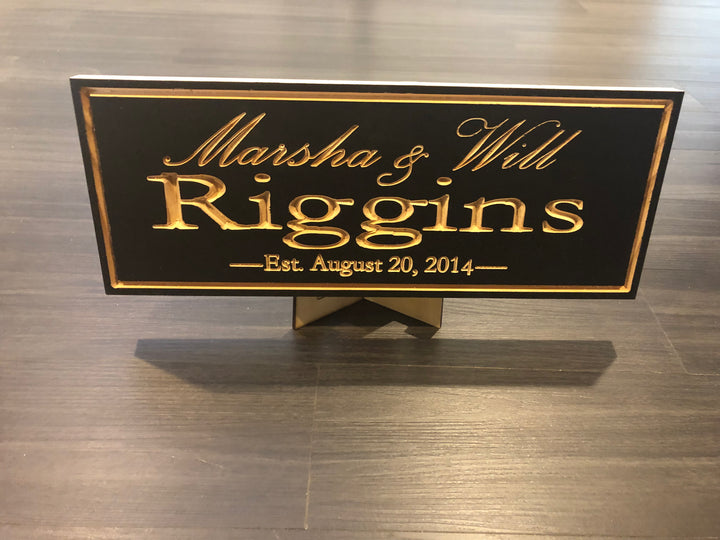 Marsha & Will
Riggins
—Est. August 20, 2014—